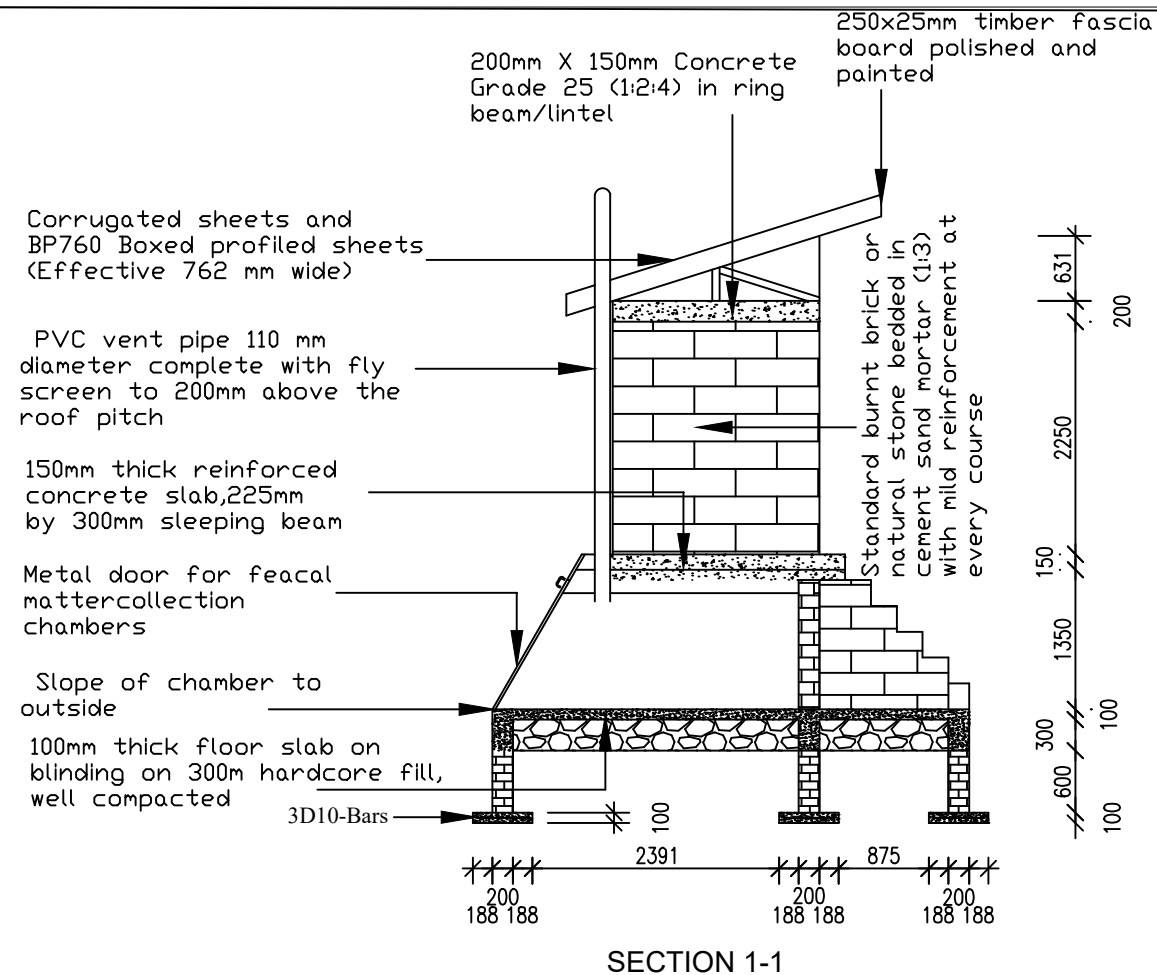 250x25mm timber fascia
board polished and
painted
200mm X 150mm Concrete
Grade 25 (1:2:4) in ring
beam/lintel
Corrugated sheets and
BP760 Boxed profiled sheets
(Effective 762 mm wide)
PVC vent pipe 110 mm
diameter complete with fly
screen to 200mm above the
roof pitch
150mm thick reinforced
concrete slab,225mm
by 300mm sleeping beam
Metal door for feacal
mattercollection
chambers
Slope of chamber to
outside
100mm thick floor slab on
blinding on 300m hardcore fill,
well compacted
3D10-Bars
Standard burnt brick or
natural stone bedded in
cement sand mortar (1:3)
with mild reinforcement at
every course
631
200
2250
150
1350
100
300
600
100
100
2391
875
200
188 188
200
188 188
200
188 188
SECTION 1-1